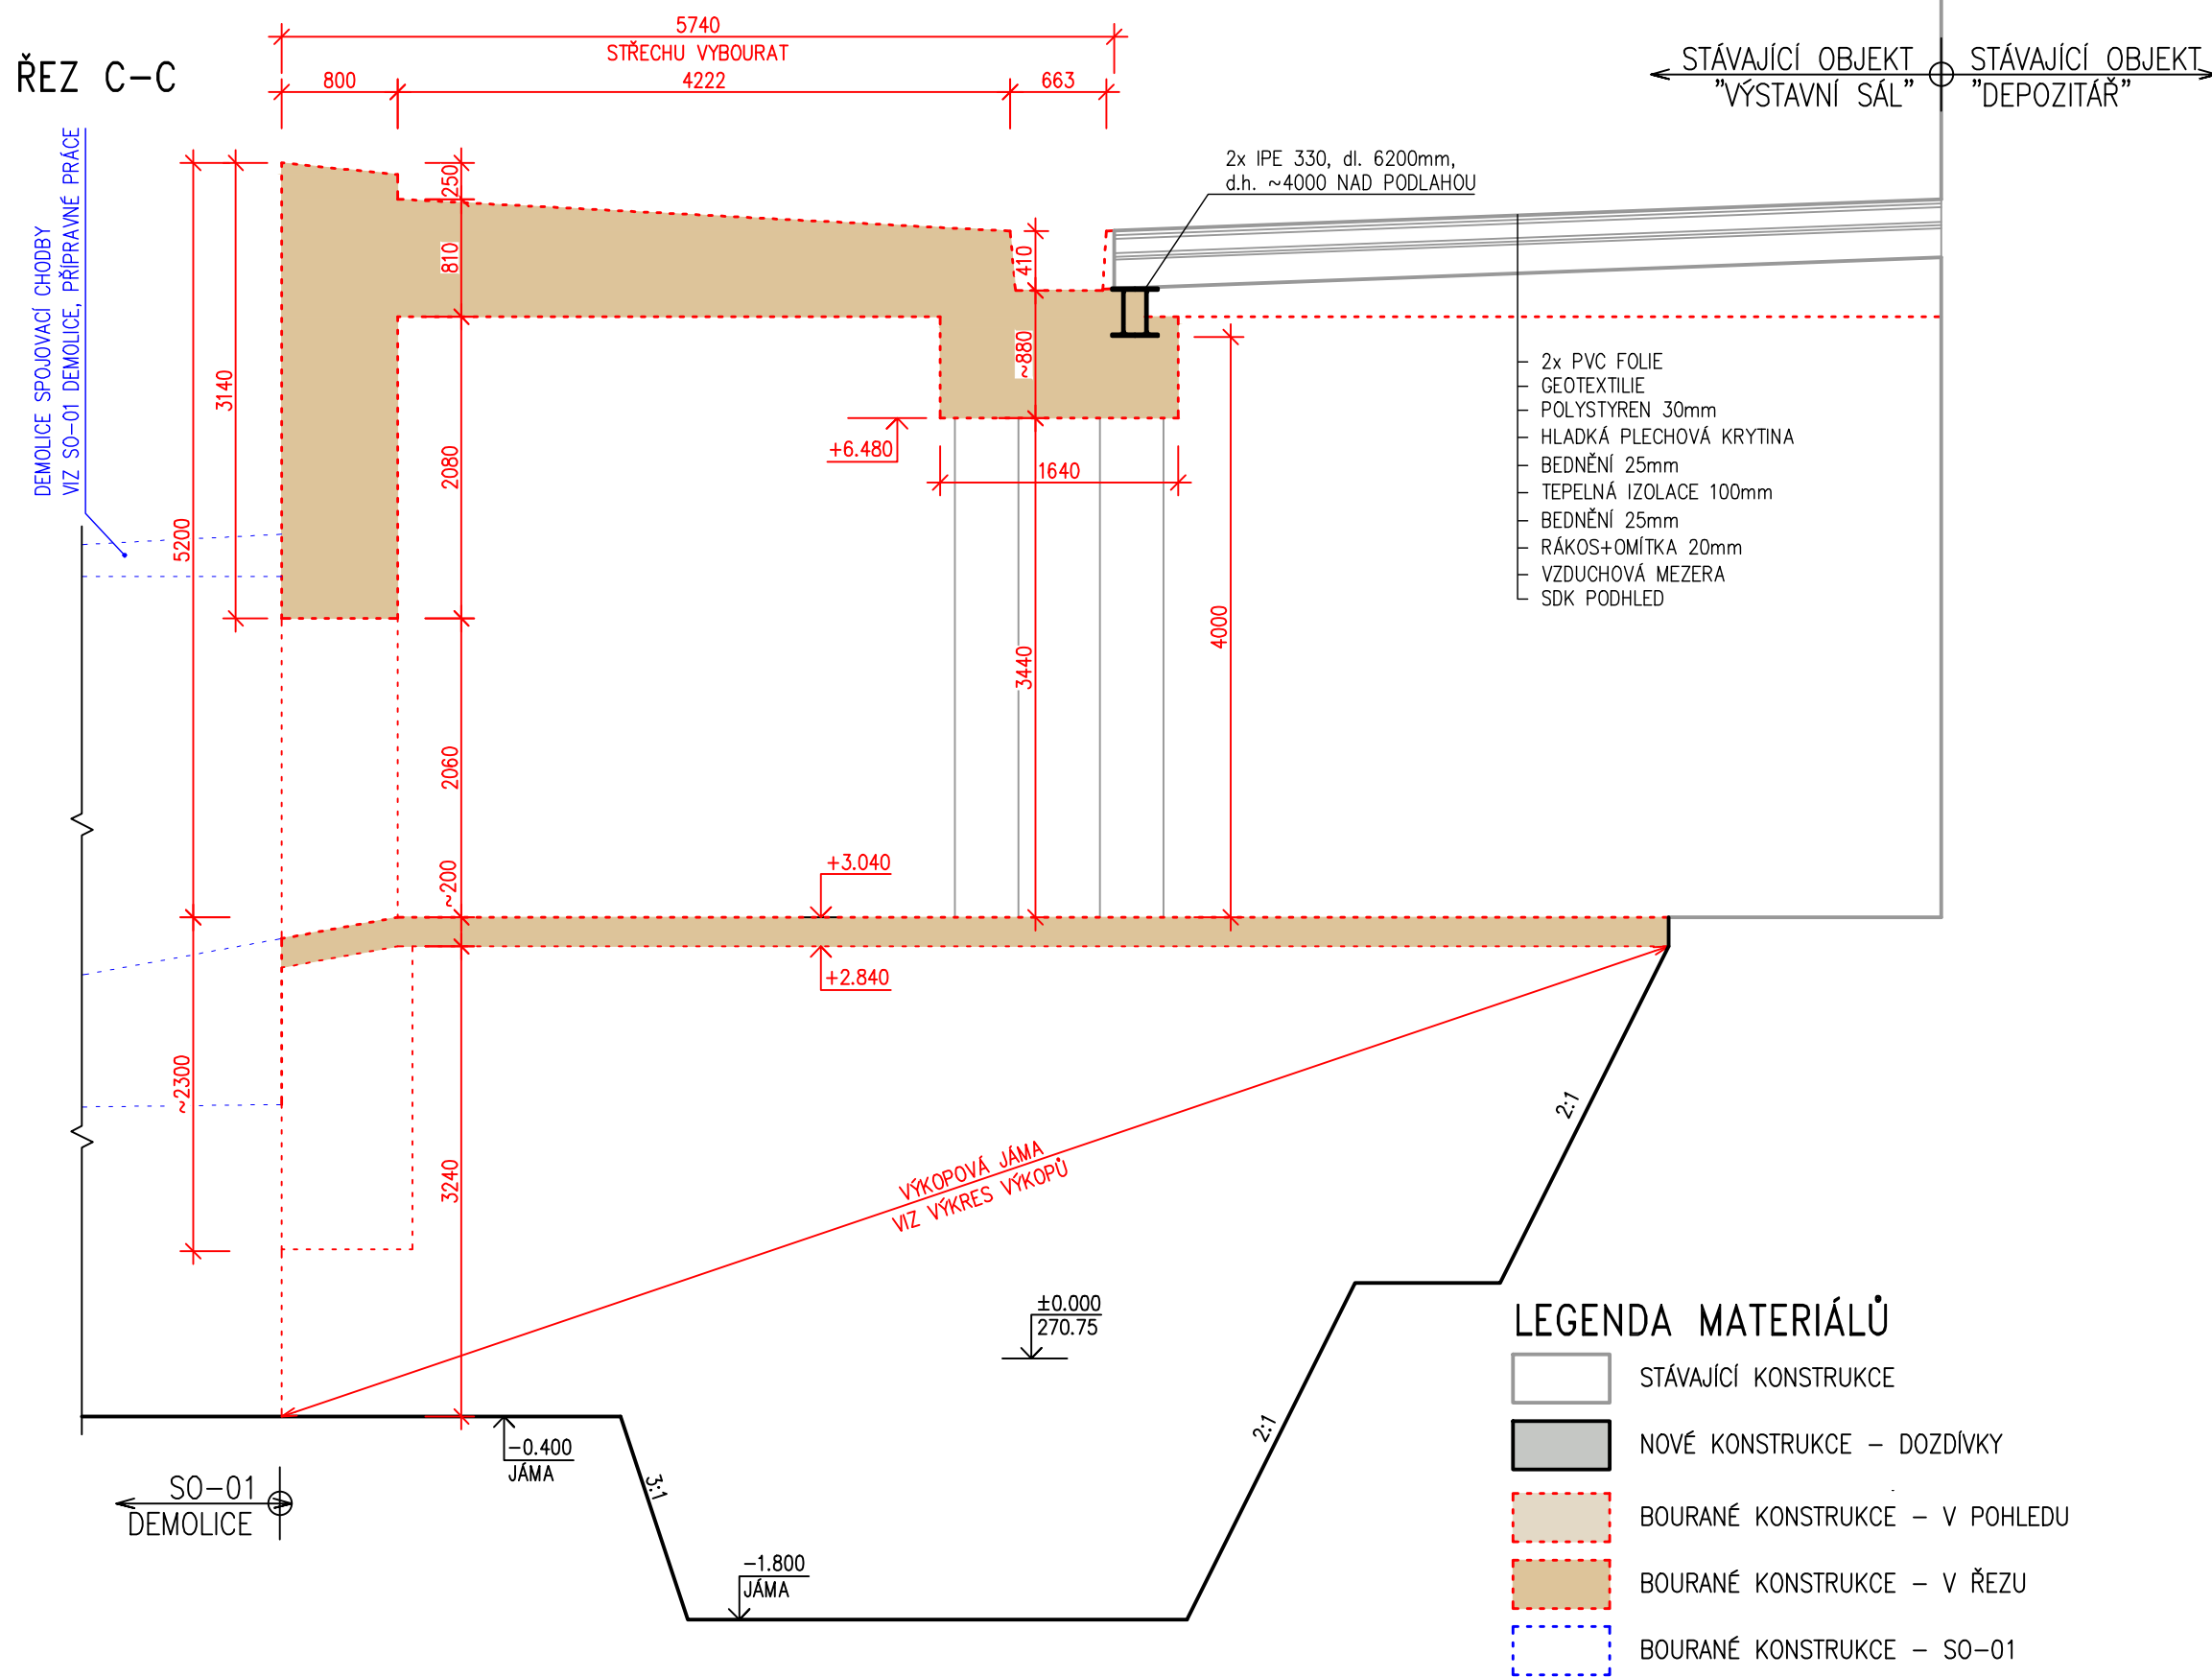 ŘEZ C-C
5740
STŘECHU VYBOURAT
800
4222
663
STÁVAJÍCÍ OBJEKT
"VÝSTAVNÍ SÁL"
STÁVAJÍCÍ OBJEKT
"DEPOZITÁŘ"
DEMOLICE SPOJOVACÍ CHODBY
VIZ SO-01 DEMOLICE, PŘÍPRAVNÉ PRÁCE
2x IPE 330, dl. 6200mm,
d.h. ~4000 NAD PODLAHOU
250
810
410
~880
3140
5200
2080
+6.480
1640
2x PVC FOLIE
GEOTEXTILIE
POLYSTYREN 30mm
HLADKÁ PLECHOVÁ KRYTINA
BEDNĚNÍ 25mm
TEPELNÁ IZOLACE 100mm
BEDNĚNÍ 25mm
RÁKOS+OMÍTKA 20mm
VZDUCHOVÁ MEZERA
SDK PODHLED
4000
3440
2060
~200
+3.040
+2.840
~2300
3240
VÝKOPOVÁ JÁMA
VIZ VÝKRES VÝKOPŮ
2:1
±0.000
270.75
2:1
3:1
-0.400
JÁMA
-1.800
JÁMA
SO-01
DEMOLICE
LEGENDA MATERIÁLŮ
STÁVAJÍCÍ KONSTRUKCE
NOVÉ KONSTRUKCE - DOZDÍVKY
BOURANÉ KONSTRUKCE - V POHLEDU
BOURANÉ KONSTRUKCE - V ŘEZU
BOURANÉ KONSTRUKCE - SO-01